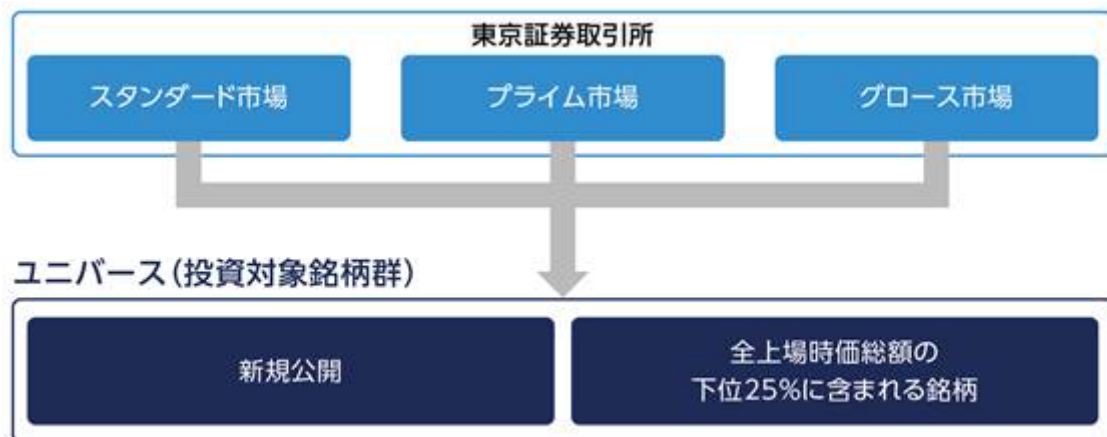 東京証券取引所
スタンダード市場
プライム市場
グロース市場
ユニバース(投資対象銘柄群)
新規公開
全上場時価総額の
下位25%に含まれる銘柄